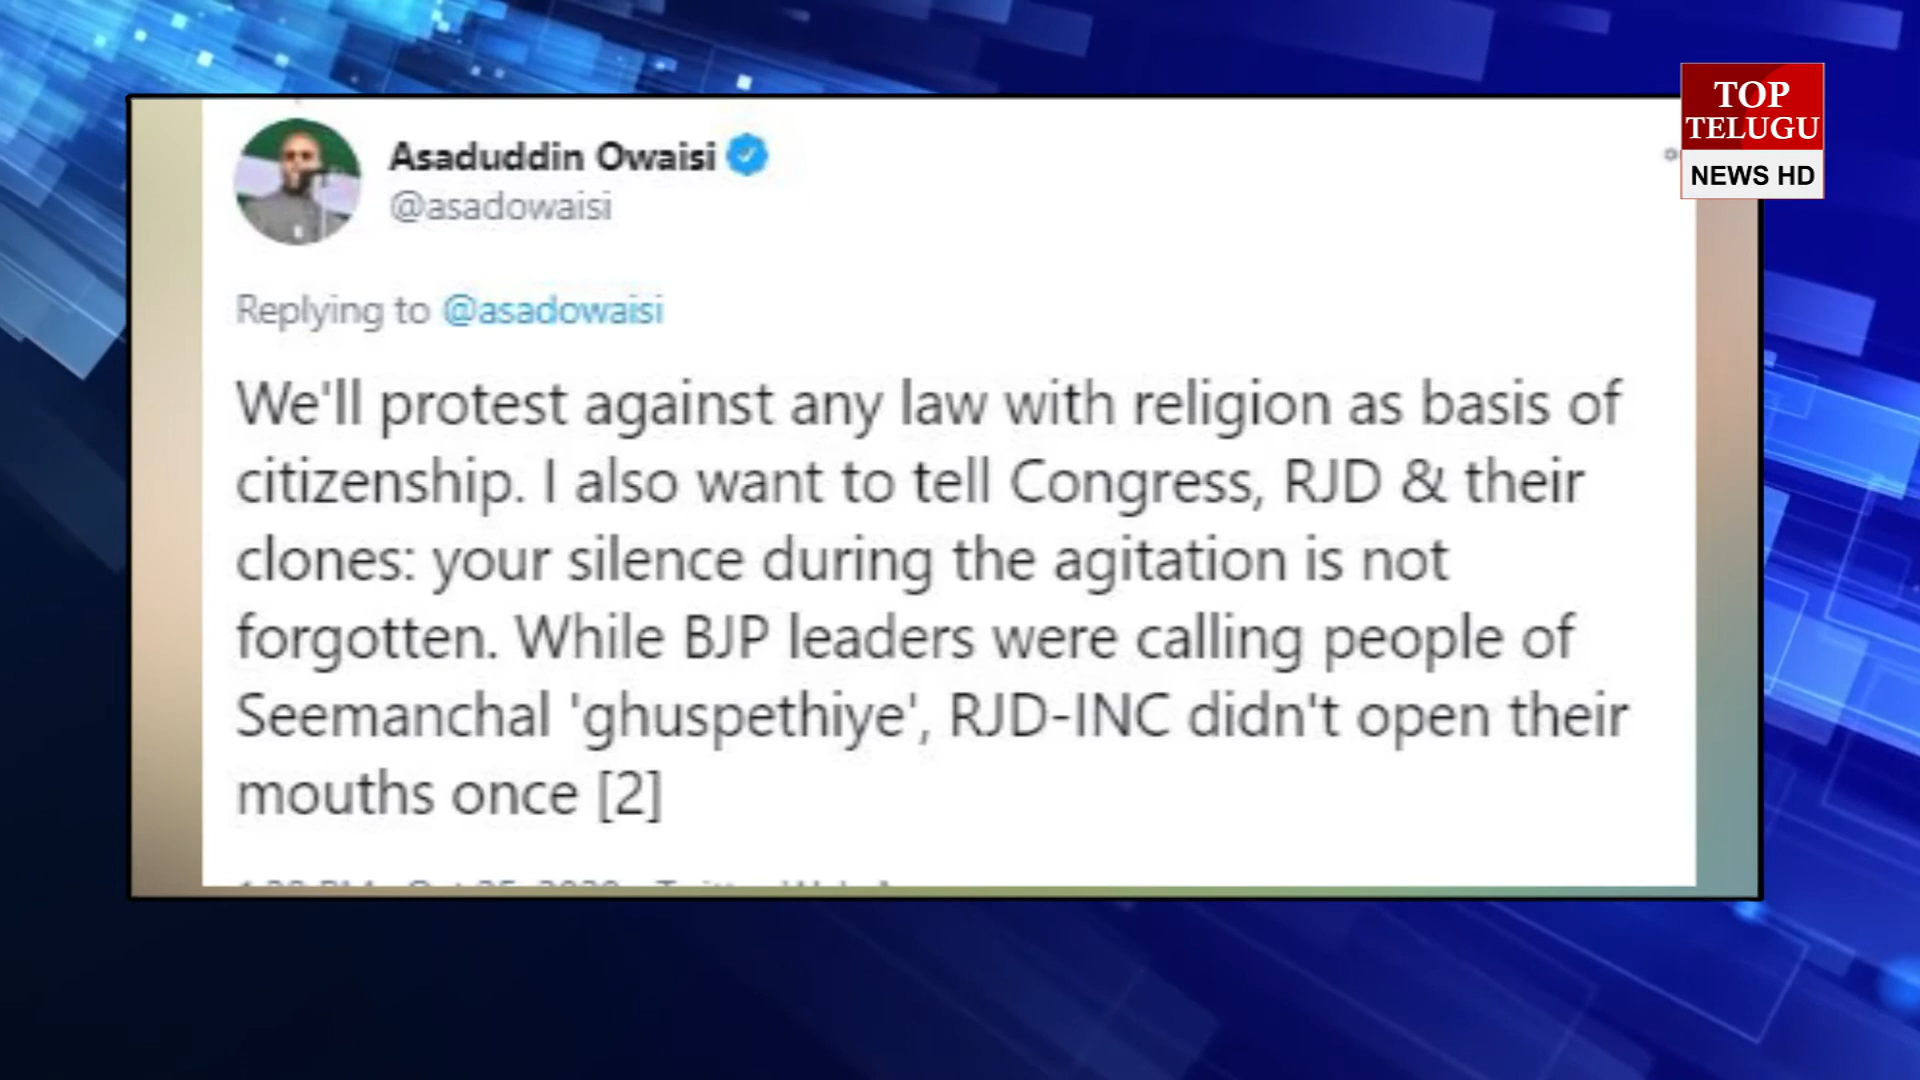 TOP
TELUGU
NEWS HD
Asaduddin Owaisi
@asadowaisi
Replying to @asadowaisi
We'll protest against any law with religion as basis of
citizenship. I also want to tell Congress, RJD & their
clones: your silence during the agitation is not
forgotten. While BJP leaders were calling people of
Seemanchal 'ghuspethiye', RJD-INC didn't open their
mouths once [2]